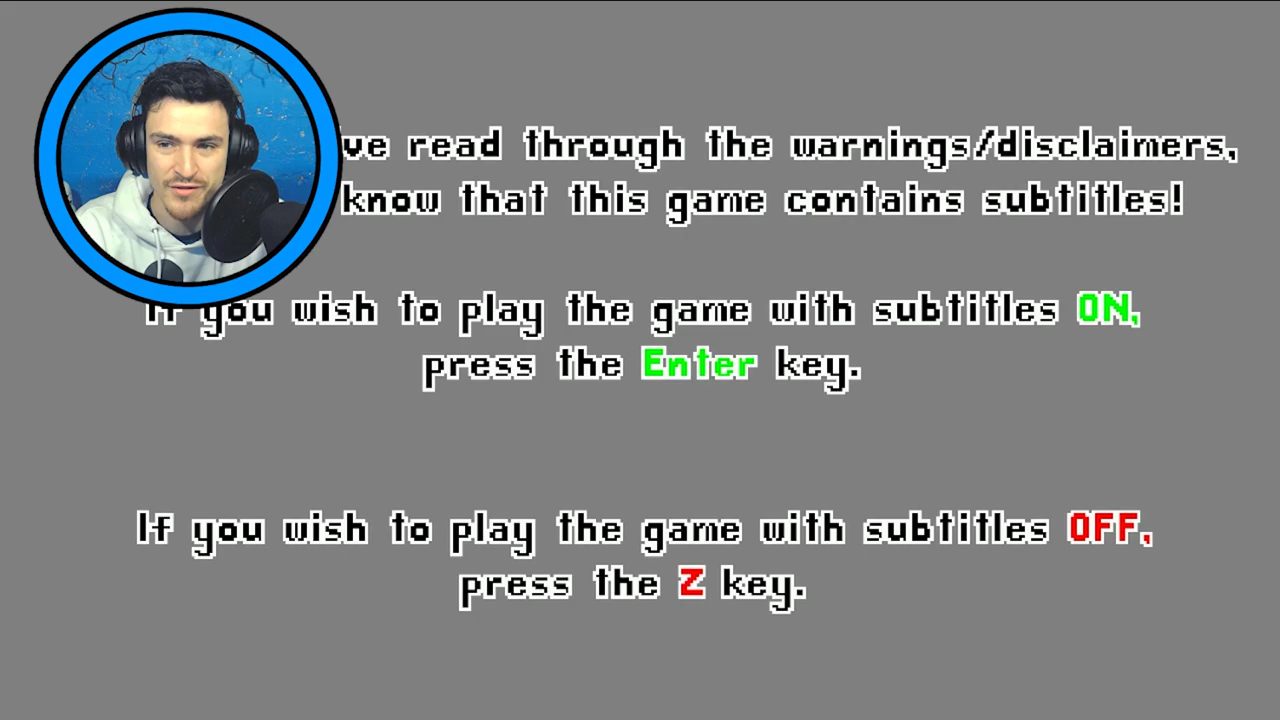 read through the warnings/disclaimers,
know that this game contains subtitles!
If you wish to play the game with subtitles ON,
press the Enter key.
If you wish to play the game with subtitles OFF,
press the Z key.